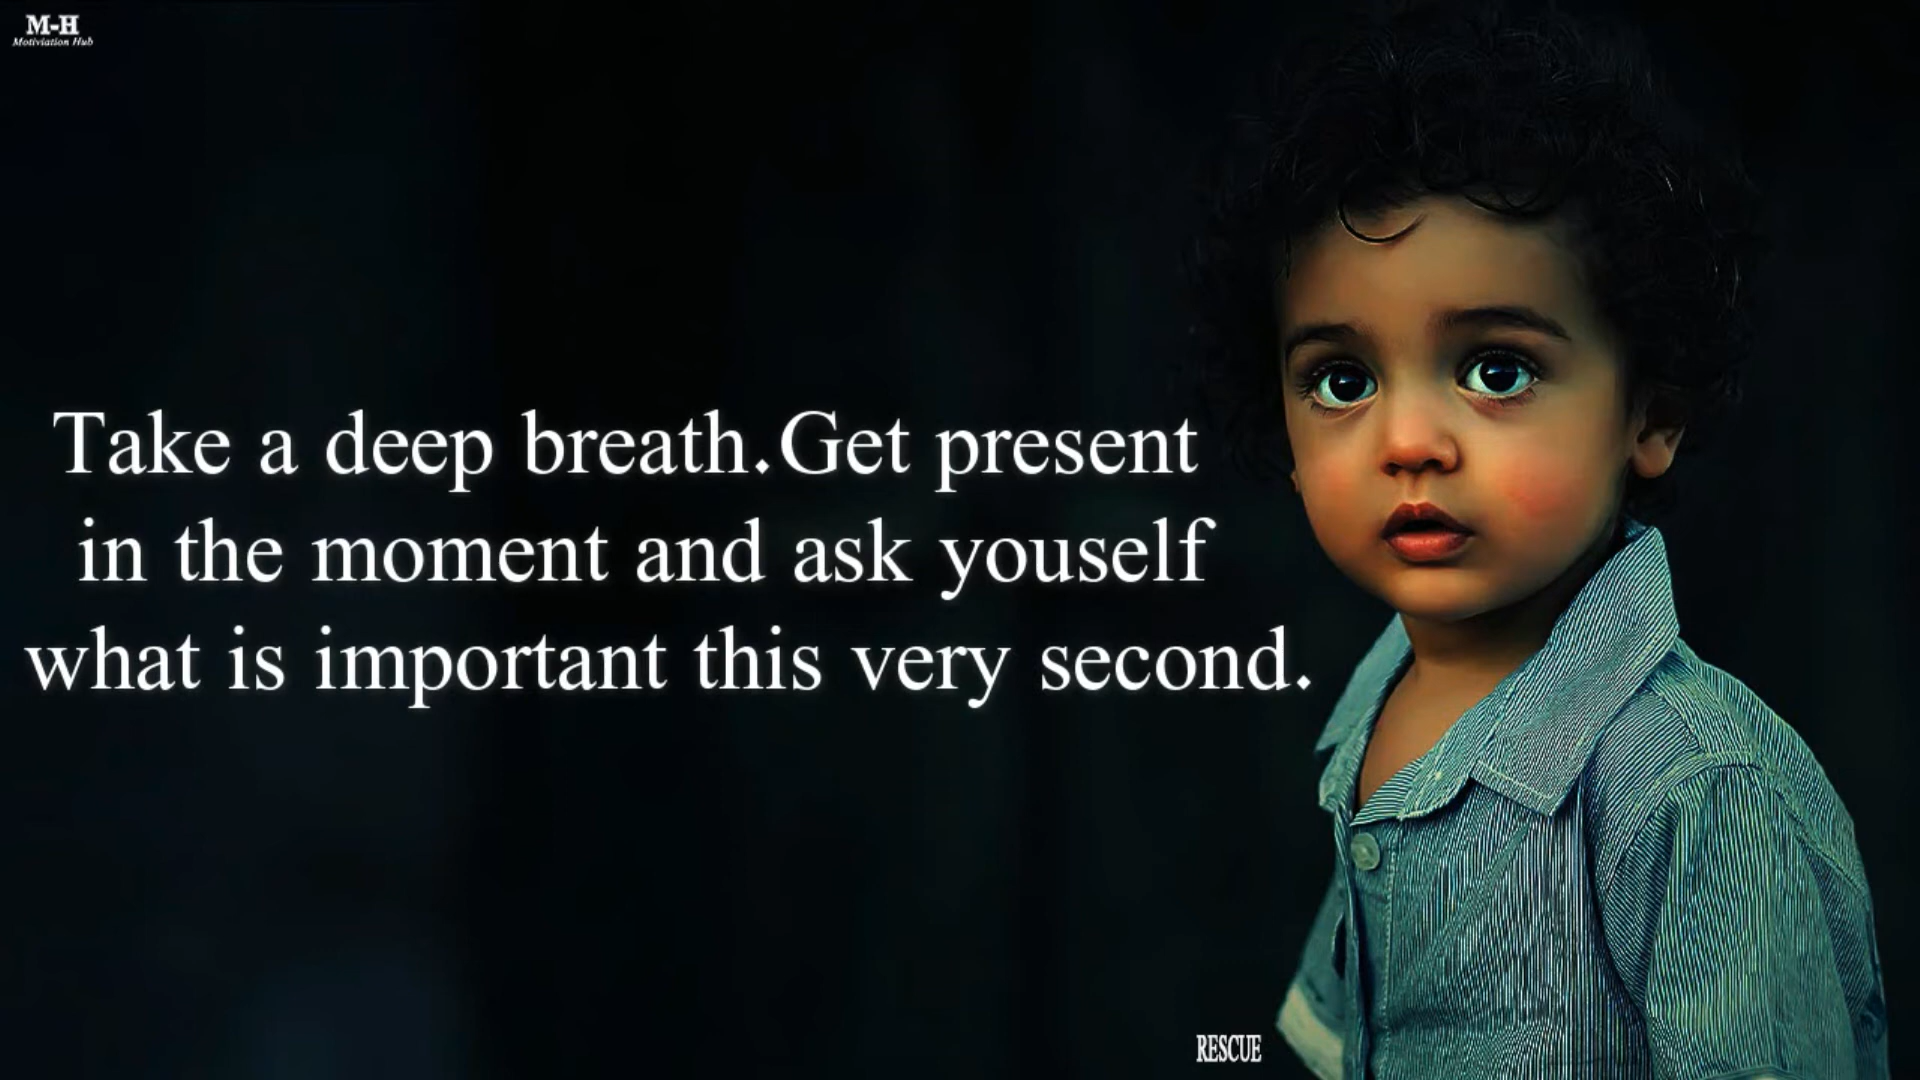 M-H
Motiviation Hub
Take a deep breath.Get present
in the moment and ask youself
what is important this very second.
RESCUE